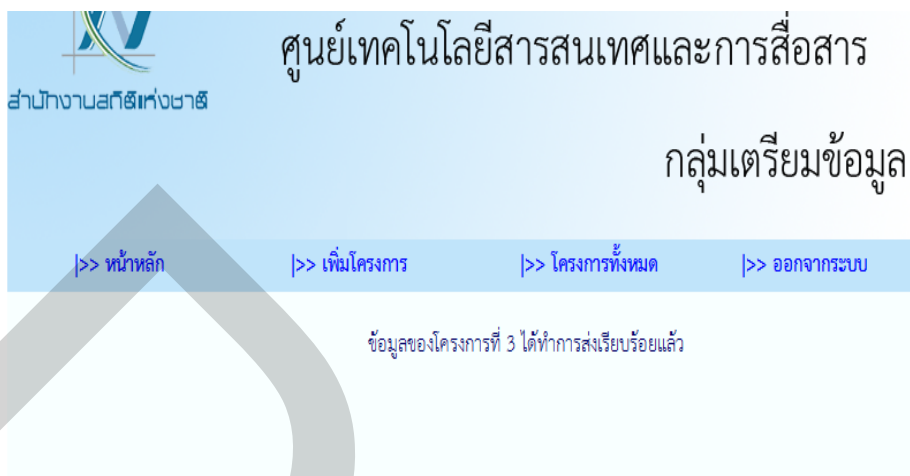 ศูนย์เทคโนโลยีสารสนเทศและการสื่อสาร
สำนักงานสถิติแห่งชาติ
กลุ่มเตรียมข้อมูล
|>> หน้าหลัก |>> เพิ่มโครงการ |>> โครงการทั้งหมด |>> ออกจากระบบ
ข้อมูลของโครงการที่ 3 ได้ทำการส่งเรียบร้อยแล้ว